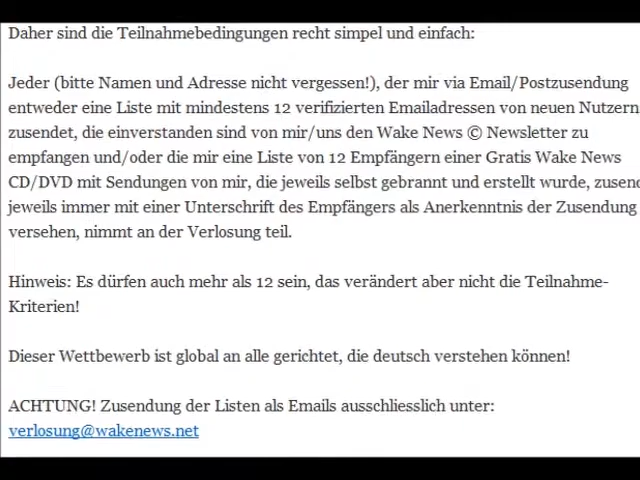 Daher sind die Teilnahmebedingungen recht simpel und einfach:
Jeder (bitte Namen und Adresse nicht vergessen!), der mir via Email/Postzusendung
entweder eine Liste mit mindestens 12 verifizierten Emailadressen von neuen Nutzern
zusendet, die einverstanden sind von mir/uns den Wake News © Newsletter zu
empfangen und/oder die mir eine Liste von 12 Empfängern einer Gratis Wake News
CD/DVD mit Sendungen von mir, die jeweils selbst gebrannt und erstellt wurde,
jeweils immer mit einer Unterschrift des Empfängers als Anerkenntnis der Zusendung
versehen, nimmt an der Verlosung teil.
Hinweis: Es dürfen auch mehr als 12 sein, das verändert aber nicht die Teilnahme-
Kriterien!
Dieser Wettbewerb ist global an alle gerichtet, die deutsch verstehen können!
ACHTUNG! Zusendung der Listen als Emails ausschliesslich unter:
verlosung@wakenews.net